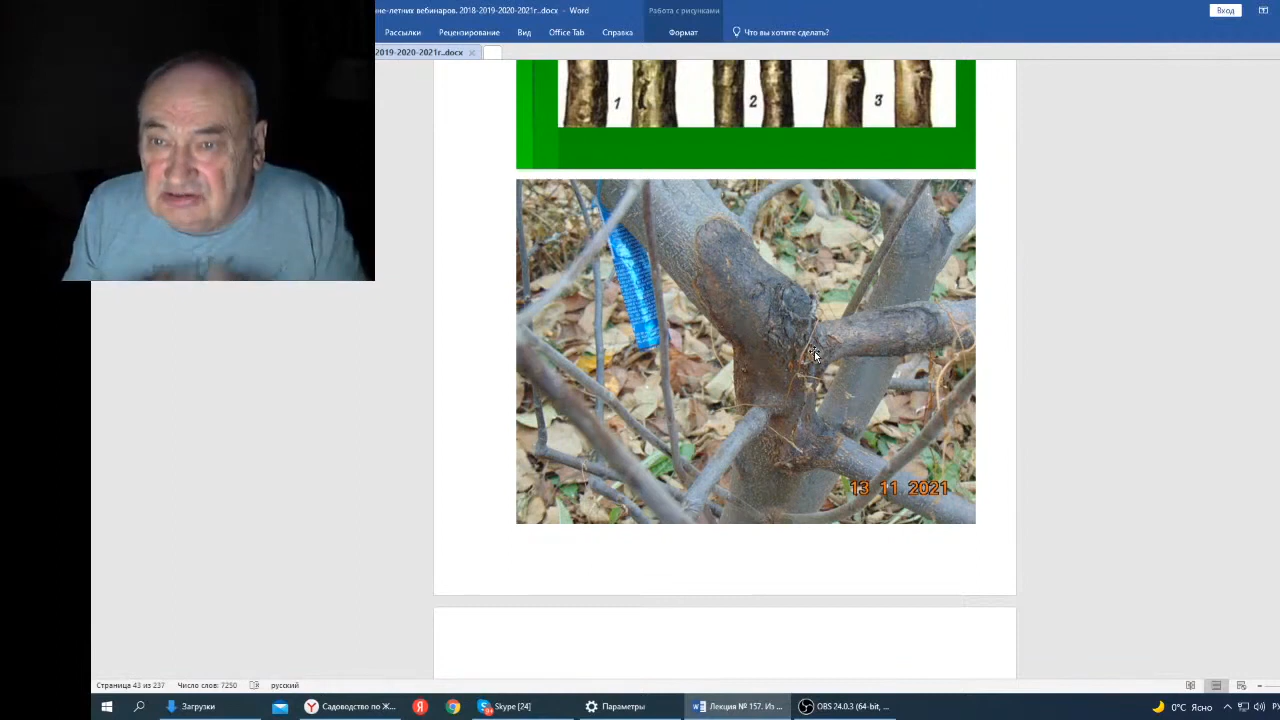 не-летних вебинаров. 2018-2019-2020-2021г..docx - Word
Работа с рисунками
Вход
Рассылки Рецензирование Вид Office Tab Справка Формат Что вы хотите сделать?
2019-2020-2021г..docx
1 2 3
13 11 2021
Страница 43 из 237 Число слов: 7250 русский
Загрузки Садоводство по Ж... Я Skype [24] Параметры Лекция № 157. Из ... OBS 24.0.3 (64-bit, ... 0°C Ясно